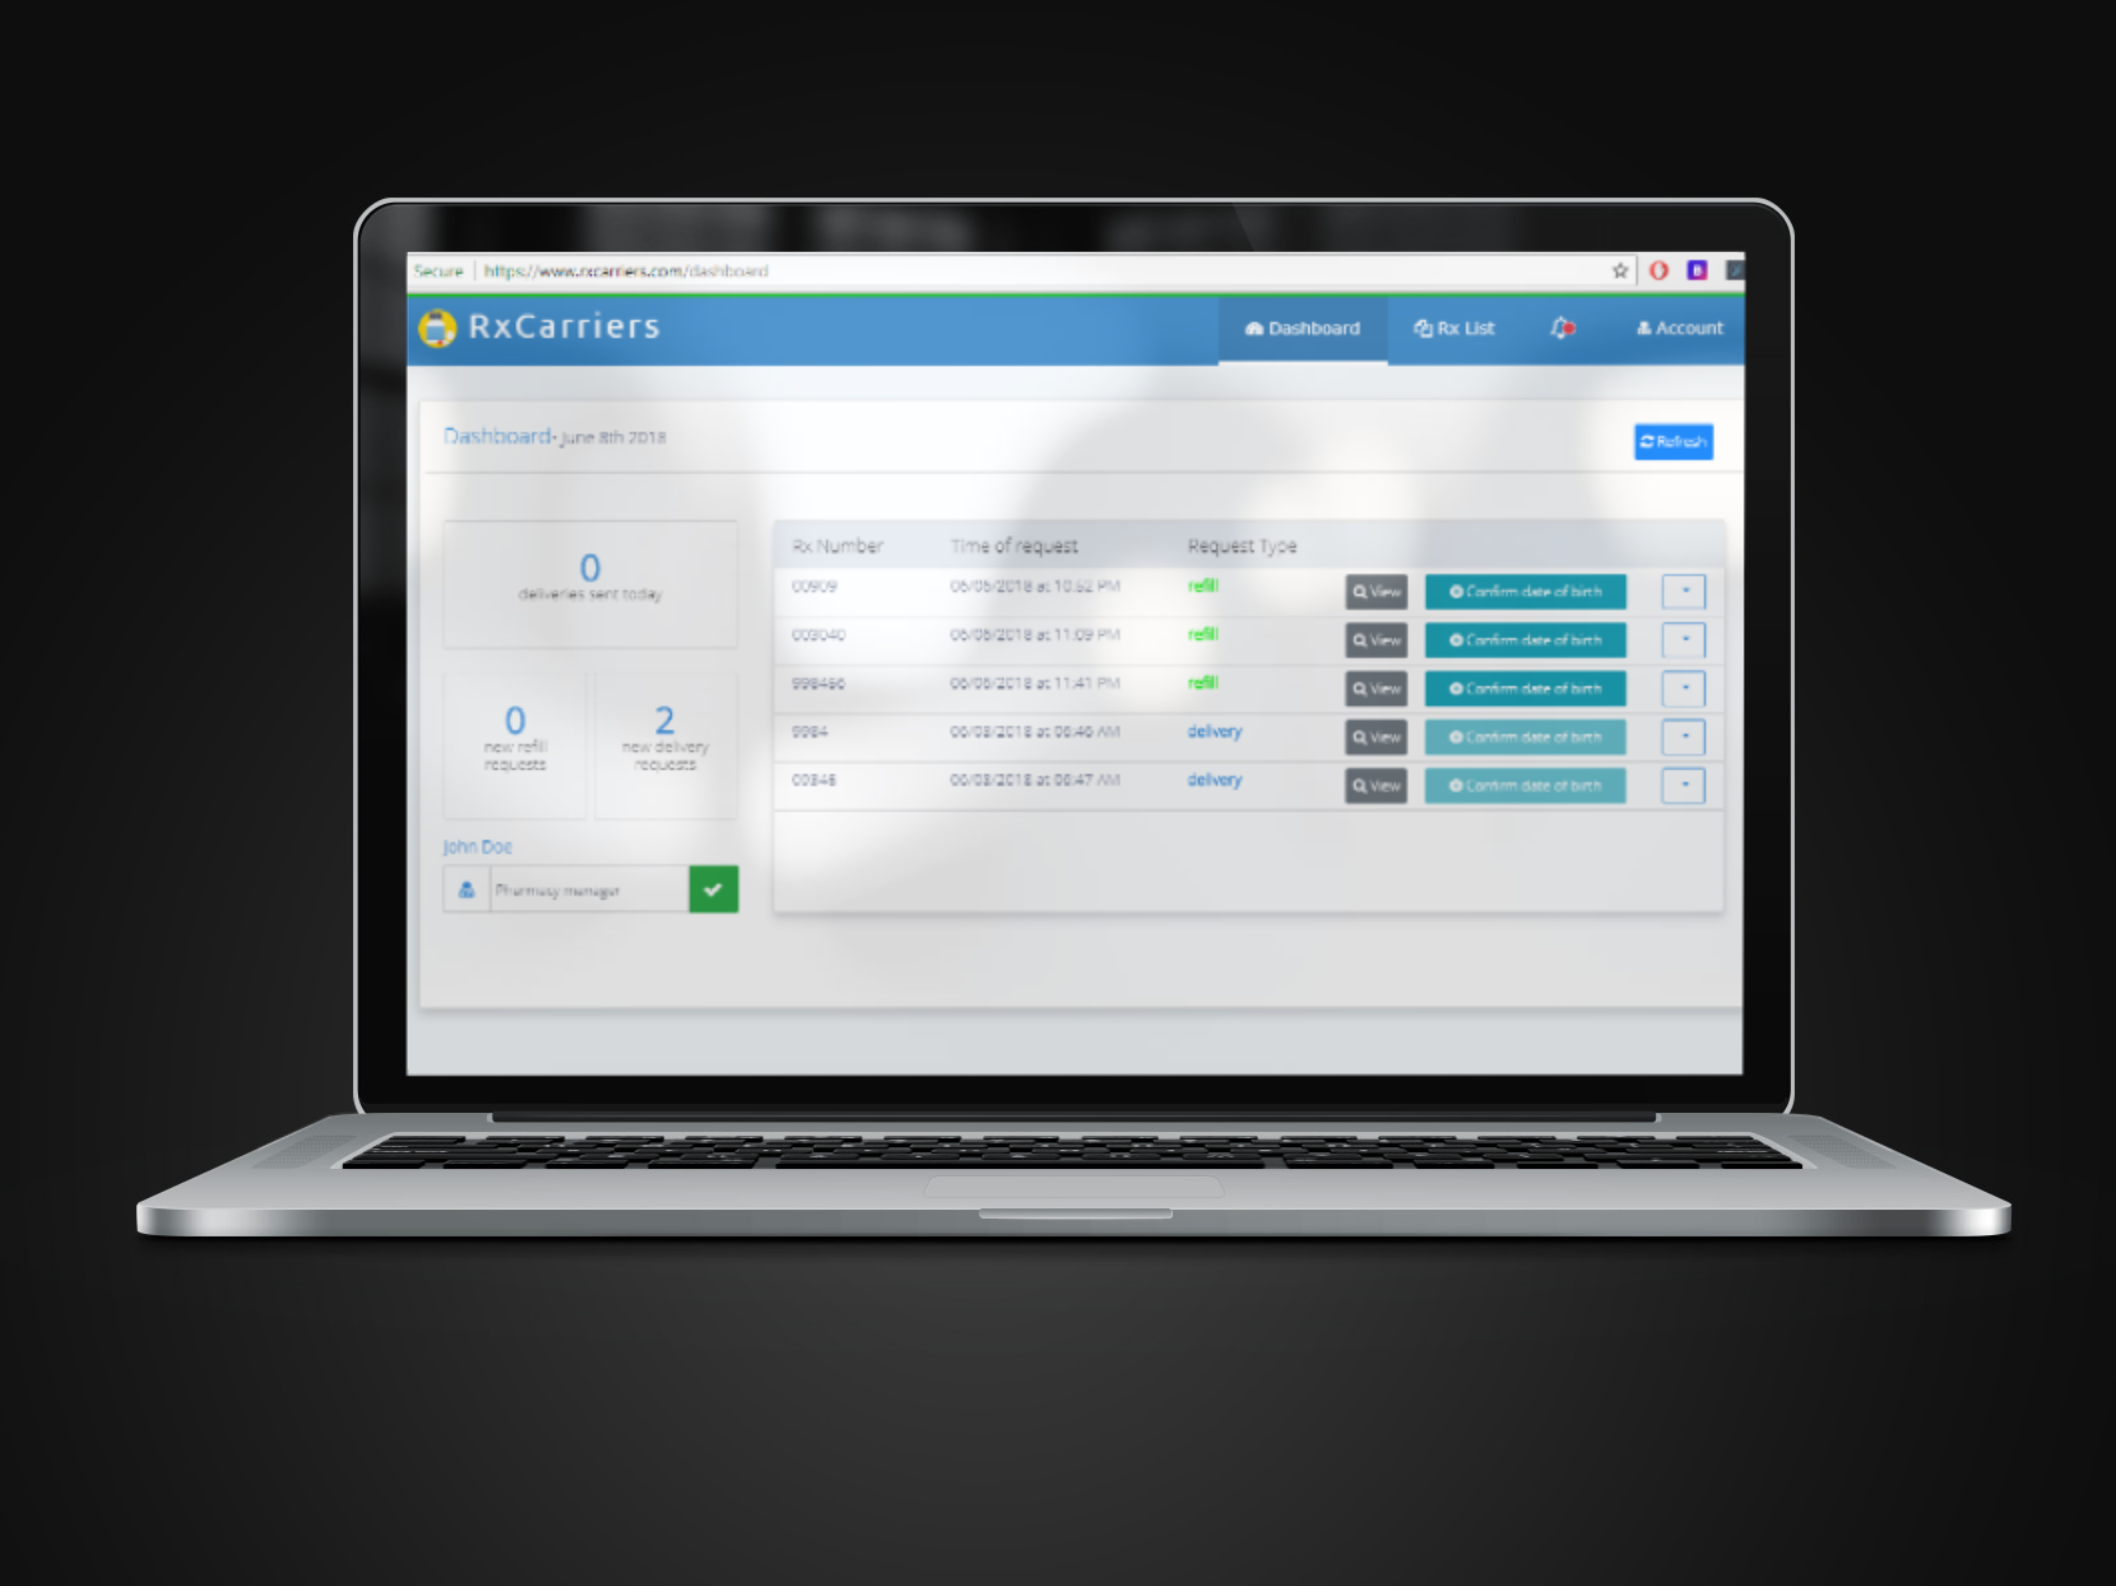 Secure https://www.rxcarriers.com/dashboard
RxCarriers Dashboard Rx List Account
Dashboard- June 8th 2018
Refresh
0
deliveries sent today
0
new refill
requests
2
new delivery
requests
John Doe
Pharmacy manager
Rx Number Time of request Request Type
00909 06/06/2018 at 10:52 PM refill View Confirm date of birth
003040 06/06/2018 at 11:09 PM refill View Confirm date of birth
06/06/2018 at 11:41 PM refill View Confirm date of birth
9984 06/08/2018 at 06:46 AM delivery View Confirm date of birth
06/08/2018 at 06:47 AM delivery View Confirm date of birth